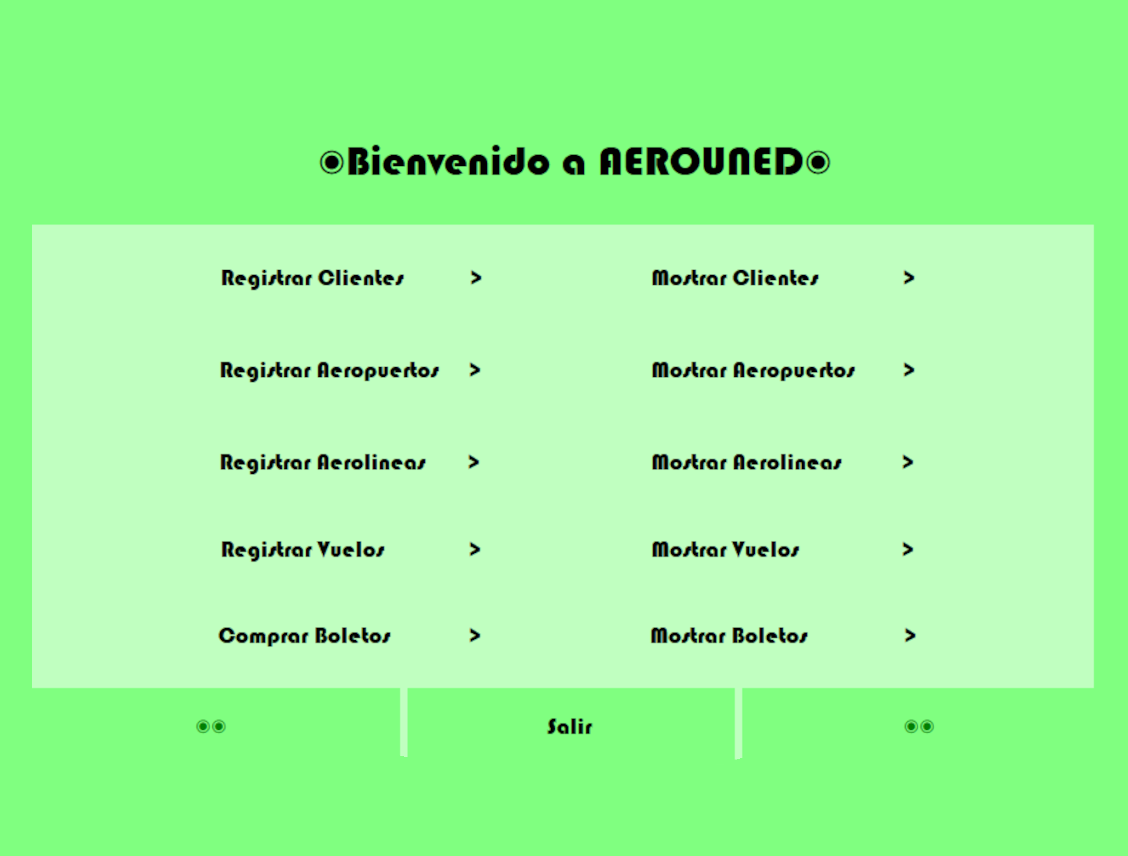 ◉Bienvenido a AEROUNED◉
Registrar Clientes > Mostrar Clientes >
Registrar Aeropuertos > Mostrar Aeropuertos >
Registrar Aerolineas > Mostrar Aerolineas >
Registrar Vuelos > Mostrar Vuelos >
Comprar Boletos > Mostrar Boletos >
◉◉ Salir ◉◉